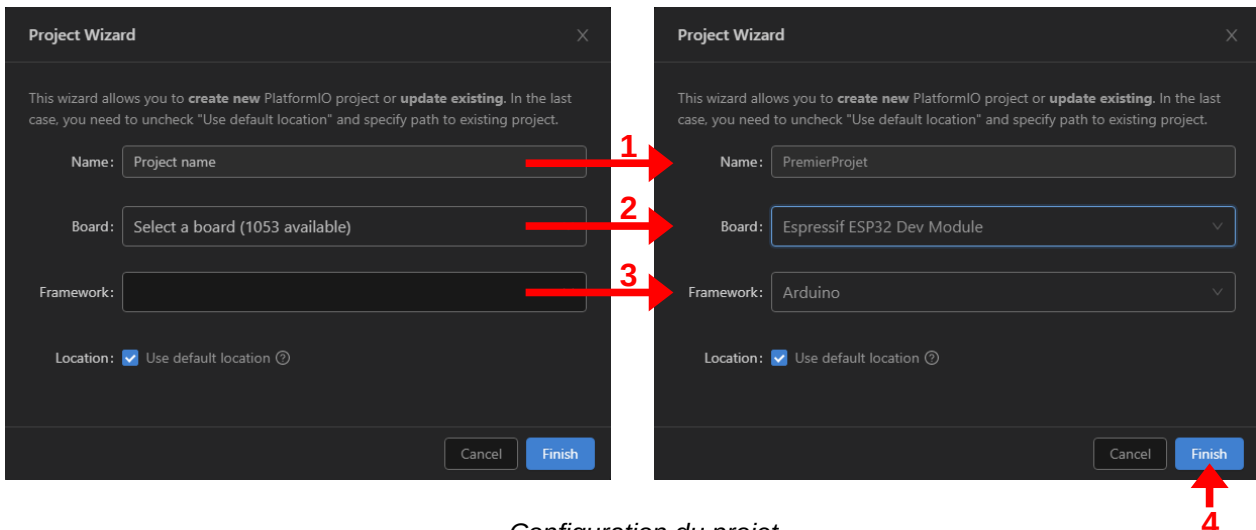 Project Wizard
This wizard allows you to create new PlatformIO project or update existing. In the last
case, you need to uncheck "Use default location" and specify path to existing project.
Name: Project name
Board: Select a board (1053 available)
Framework:
Location: Use default location
Cancel Finish
1
2
3
Project Wizard
This wizard allows you to create new PlatformIO project or update existing. In the last
case, you need to uncheck "Use default location" and specify path to existing project.
Name: PremierProjet
Board: Espressif ESP32 Dev Module
Framework: Arduino
Location: Use default location
Cancel Finish
4
Configuration du projet